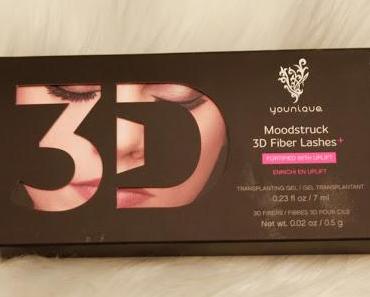 3D
younique
Moodstruck
3D Fiber Lashes+
FORTIFIED WITH UPLIFT
ENRICHI EN UPLIFT
TRANSPLANTING GEL / GEL TRANSPLANTANT
0.23 fl oz / 7 ml
3D FIBERS / FIBRES 3D POUR CILS
Net wt. 0.02 oz / 0.5 g